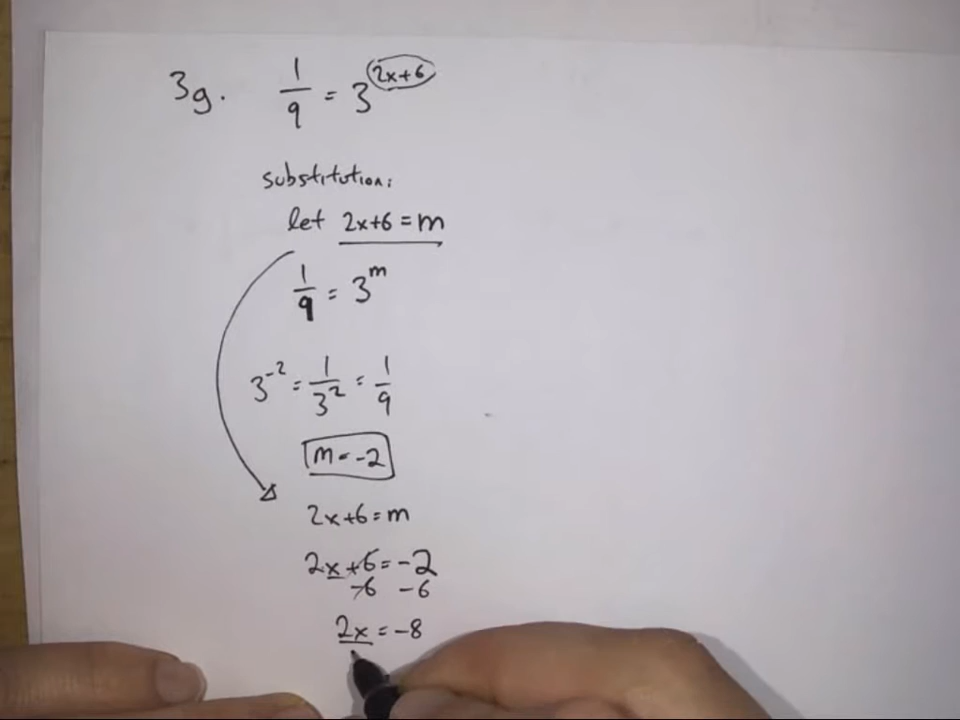 3g. 1/9 = 3^(2x+6)
substitution:
let 2x+6 = m
1/9 = 3^m
3^-2 = 1/3^2 = 1/9
m = -2
2x+6 = m
2x+6 = -2
-6 -6
2x = -8